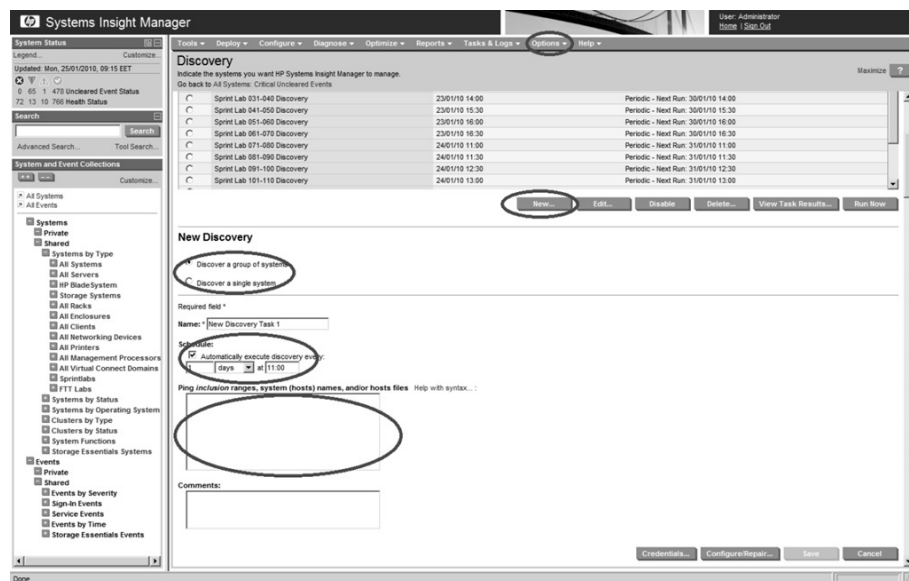 hp Systems Insight Manager
User: Administrator
Home | Sign Out
System Status
Legend... Customize...
Updated: Mon, 25/01/2010, 09:15 EET
0 65 1 478 Uncleared Event Status
72 13 10 766 Health Status
Search
Search
Advanced Search... Tool Search...
System and Event Collections
Customize...
All Systems
All Events
Systems
Private
Shared
Systems by Type
All Systems
All Servers
HP BladeSystem
Storage Systems
All Racks
All Enclosures
All Clients
All Networking Devices
All Printers
All Management Processors
All Virtual Connect Domains
Sprintlabs
FTT Labs
Systems by Status
Systems by Operating System
Clusters by Type
Clusters by Status
System Functions
Storage Essentials Systems
Events
Private
Shared
Events by Severity
Sign-In Events
Service Events
Events by Time
Storage Essentials Events
Tools Deploy Configure Diagnose Optimize Reports Tasks & Logs Options Help
Discovery
Indicate the systems you want HP Systems Insight Manager to manage.
Go back to All Systems: Critical Uncleared Events
Maximize ?
Sprint Lab 031-040 Discovery 23/01/10 14:00 Periodic - Next Run: 30/01/10 14:00
Sprint Lab 041-050 Discovery 23/01/10 15:30 Periodic - Next Run: 30/01/10 15:30
Sprint Lab 051-060 Discovery 23/01/10 16:00 Periodic - Next Run: 30/01/10 16:00
Sprint Lab 061-070 Discovery 23/01/10 16:30 Periodic - Next Run: 30/01/10 16:30
Sprint Lab 071-080 Discovery 24/01/10 11:00 Periodic - Next Run: 31/01/10 11:00
Sprint Lab 081-090 Discovery 24/01/10 11:30 Periodic - Next Run: 31/01/10 11:30
Sprint Lab 091-100 Discovery 24/01/10 12:30 Periodic - Next Run: 31/01/10 12:30
Sprint Lab 101-110 Discovery 24/01/10 13:00 Periodic - Next Run: 31/01/10 13:00
New... Edit... Disable Delete... View Task Results... Run Now
New Discovery
Discover a group of systems
Discover a single system
Required field *
Name: * New Discovery Task 1
Schedule:
Automatically execute discovery every:
1 days at 11:00
Ping inclusion ranges, system (hosts) names, and/or hosts files Help with syntax... :
Comments:
Credentials... Configure/Repair... Save Cancel
Done